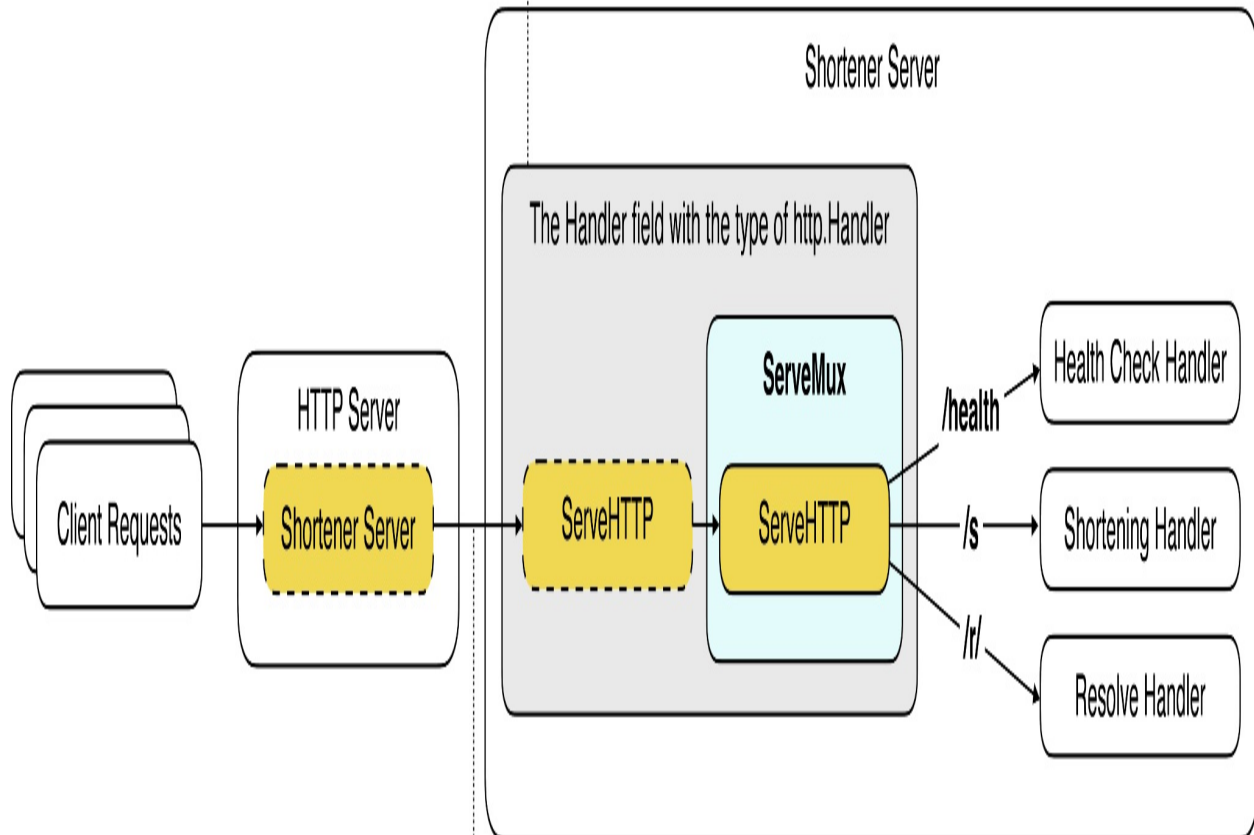 Shortener Server
The Handler field with the type of http.Handler
ServeMux
Health Check Handler
/health
HTTP Server
Client Requests
Shortener Server
ServeHTTP
ServeHTTP
/s
Shortening Handler
/r/
Resolve Handler